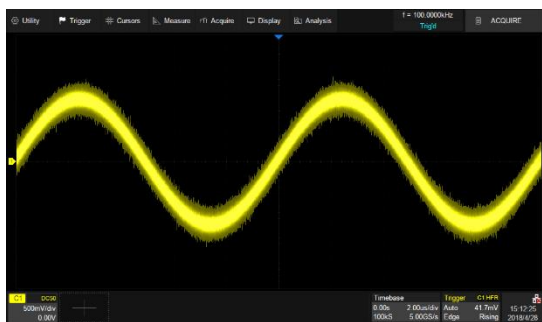 Utility Trigger Cursors Measure Acquire Display Analysis
f = 100.0000kHz
Trig'd
ACQUIRE
C1 DC50
500mV/div
0.00V
Timebase
0.00s 2.00us/div
100kS 5.00GS/s
Trigger C1 HFR
Auto 41.7mV
Edge Rising
15:12:25
2018/4/28